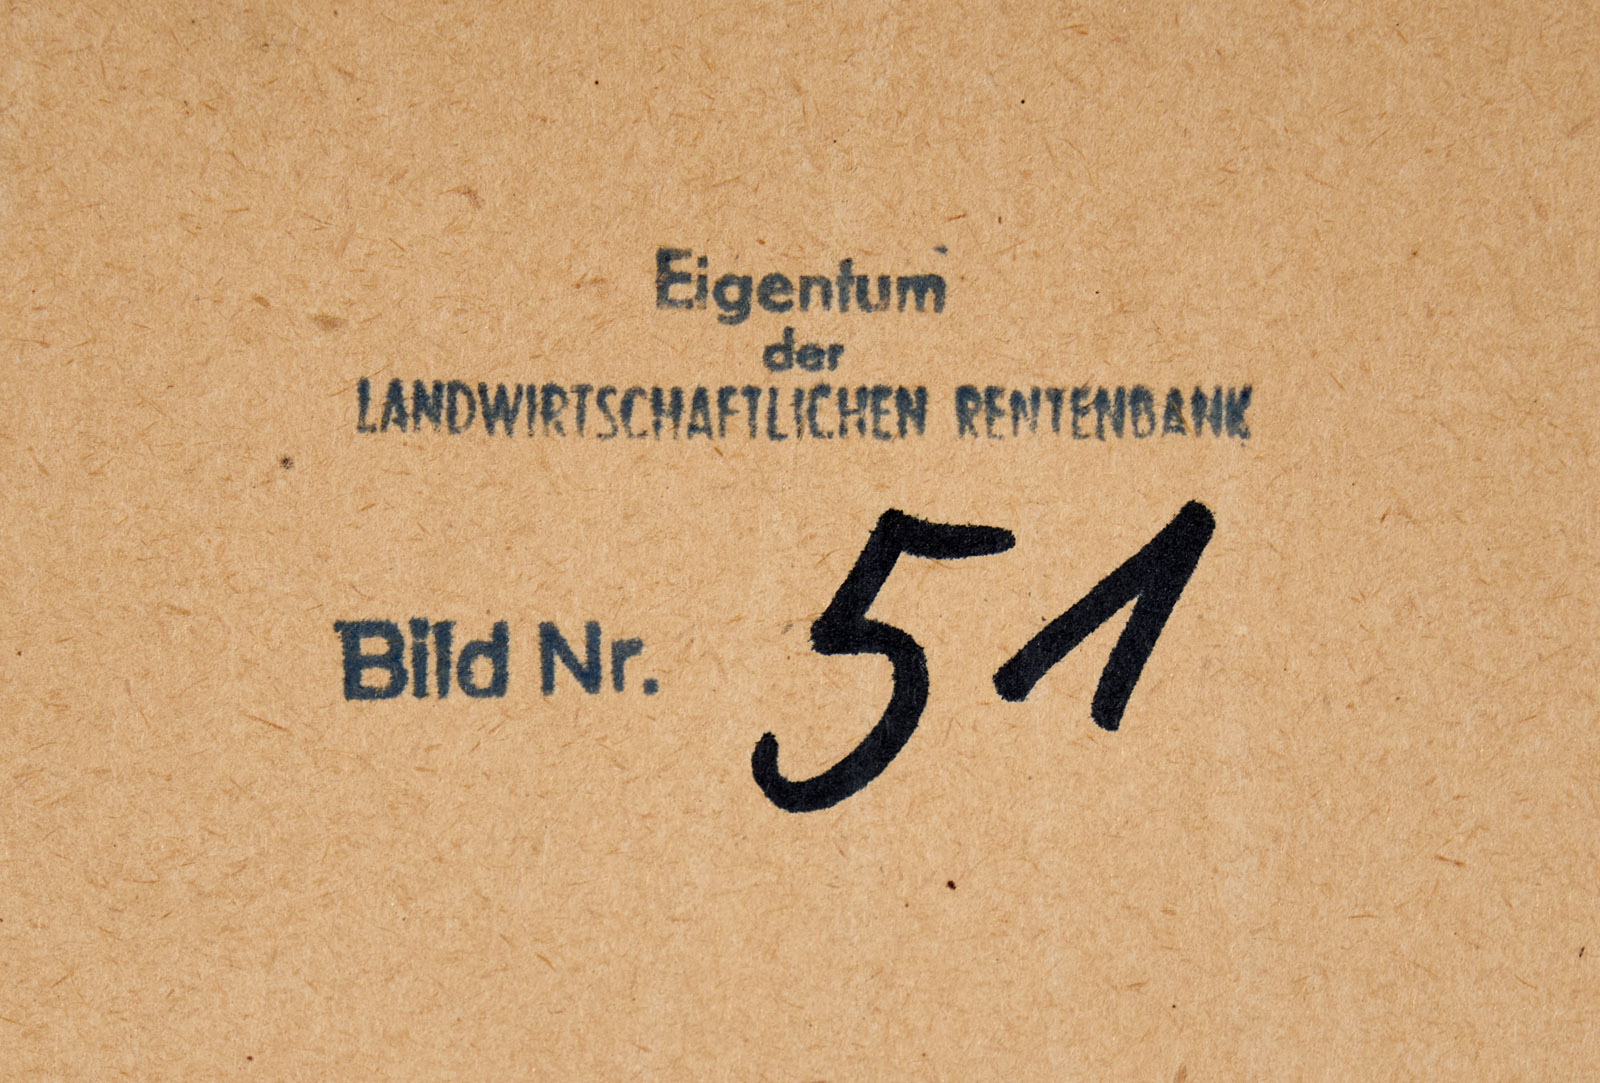 Eigentum
der
LANDWIRTSCHAFTLICHEN RENTENBANK
Bild Nr. 51